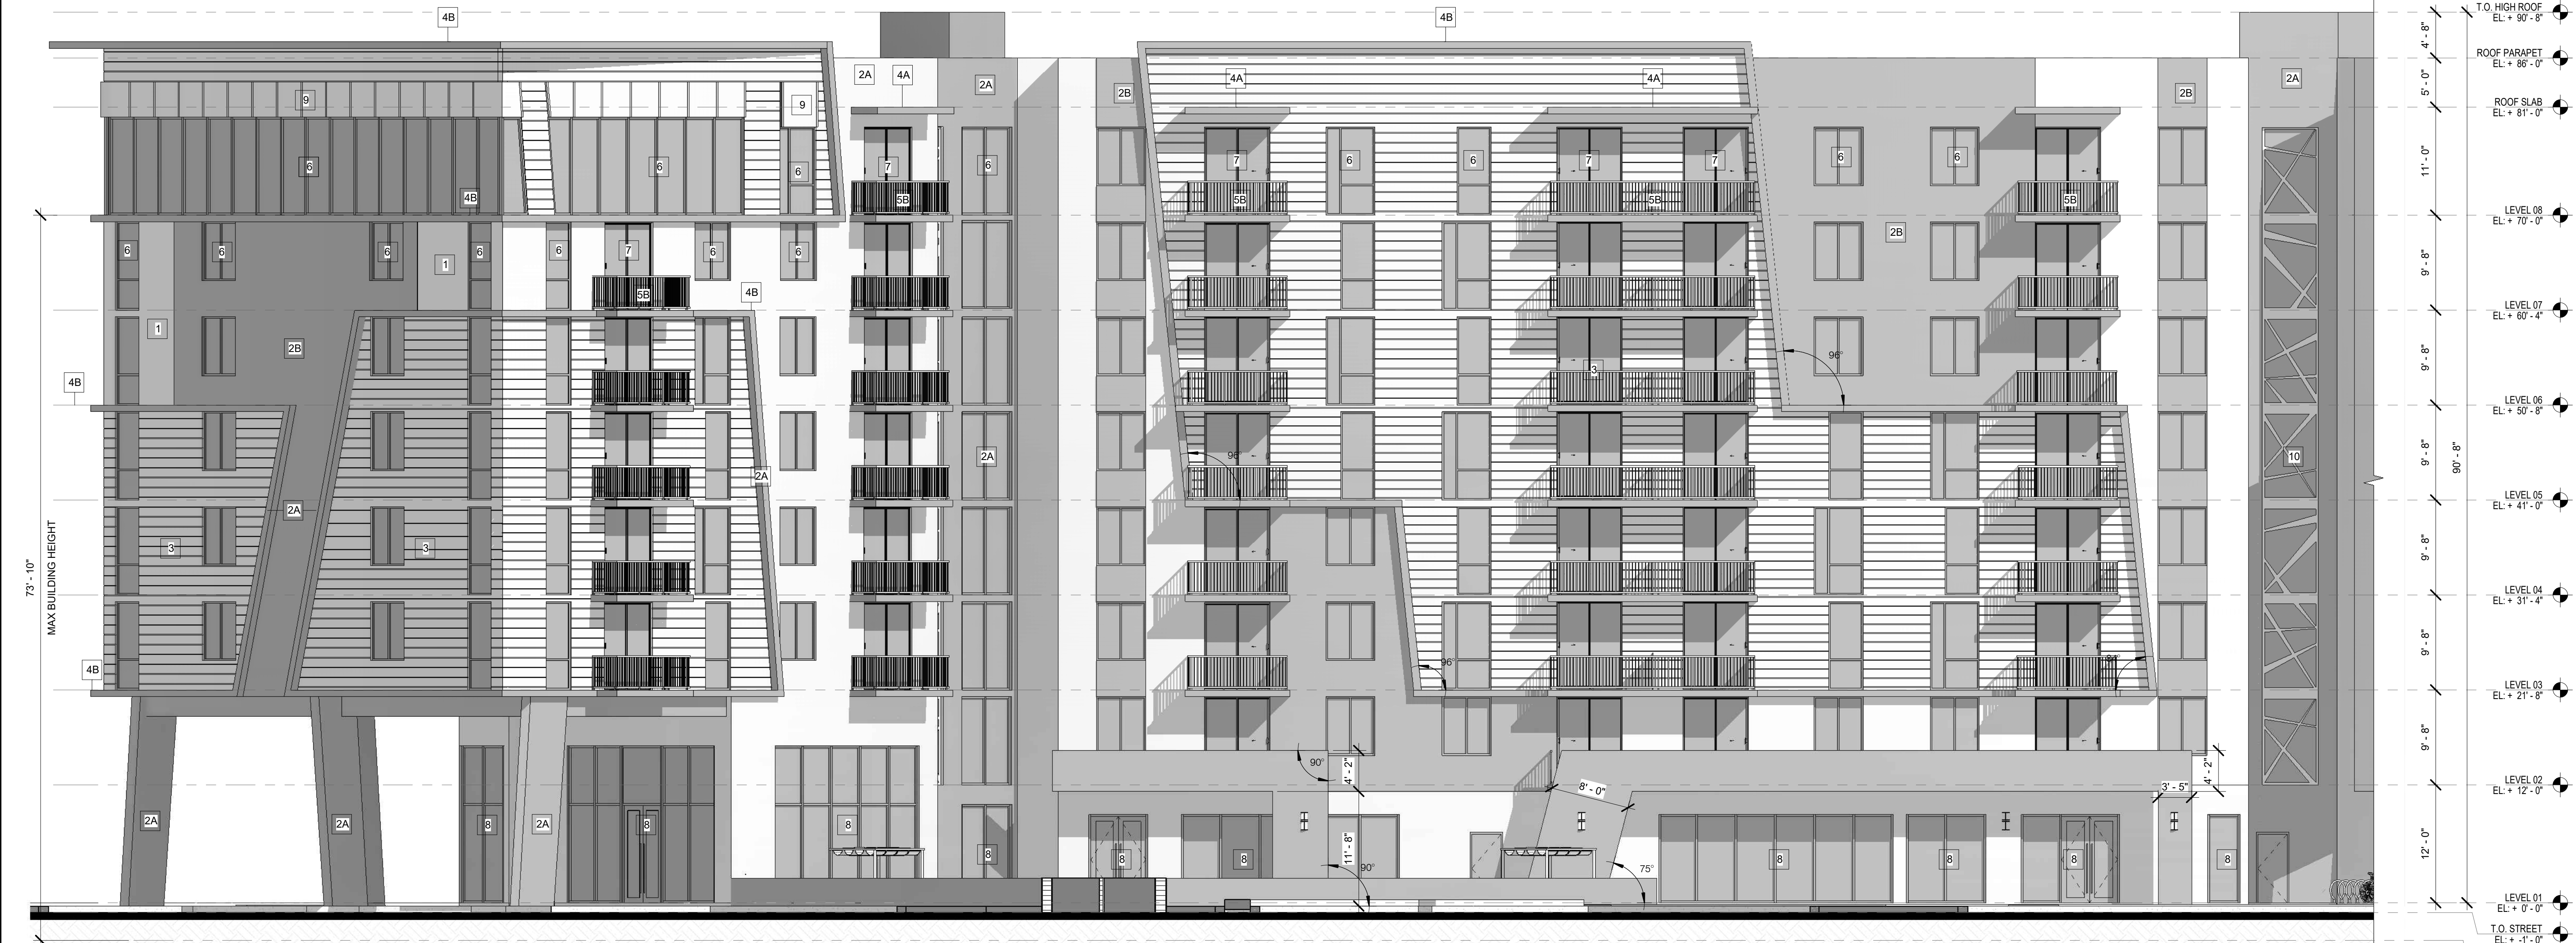 4B
4B
T.O. HIGH ROOF
EL: + 90' - 8"
4' - 8"
ROOF PARAPET
EL: + 86' - 0"
2A
4A
2A
2B
4A
4A
2B
2A
5' - 0"
9
9
ROOF SLAB
EL: + 81' - 0"
6
6
6
7
6
7
6
6
7
7
6
6
11' - 0"
4B
5B
5B
5B
5B
LEVEL 08
EL: + 70' - 0"
6
6
6
6
6
7
6
6
1
2B
9' - 8"
5B
4B
LEVEL 07
EL: + 60' - 4"
1
2B
96°
3
9' - 8"
4B
LEVEL 06
EL: + 50' - 8"
2A
2A
96°
10
9' - 8"
90' - 8"
LEVEL 05
EL: + 41' - 0"
2A
3
3
9' - 8"
73' - 10"
MAX BUILDING HEIGHT
LEVEL 04
EL: + 31' - 4"
4B
96°
9' - 8"
LEVEL 03
EL: + 21' - 8"
90°
4' - 2"
4' - 2"
9' - 8"
8' - 0"
3' - 5"
LEVEL 02
EL: + 12' - 0"
2A
2A
8
2A
8
8
8
8
8
11' - 8"
90°
75°
8
8
8
8
12' - 0"
LEVEL 01
EL: + 0' - 0"
T.O. STREET
EL: + -1' - 0"